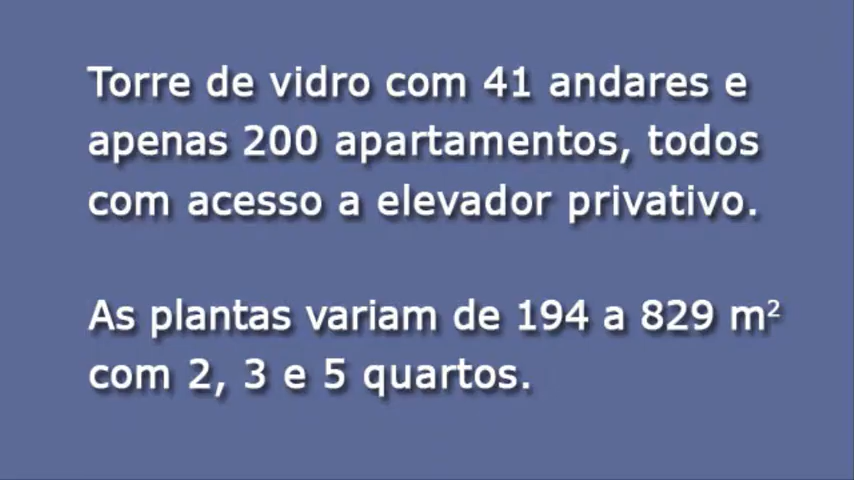 Torre de vidro com 41 andares e
apenas 200 apartamentos, todos
com acesso a elevador privativo.
As plantas variam de 194 a 829 m²
com 2, 3 e 5 quartos.